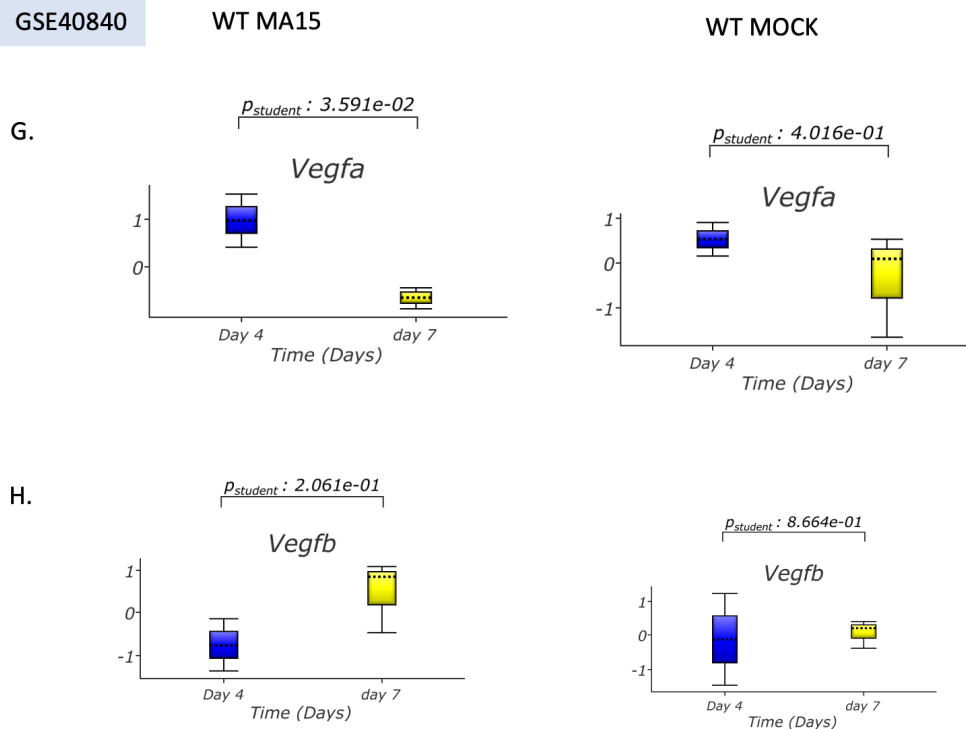 GSE40840
WT MA15
WT MOCK
G.
pstudent : 3.591e-02
Vegfa
1
0
Day 4
day 7
Time (Days)
pstudent : 4.016e-01
Vegfa
1
0
-1
Day 4
day 7
Time (Days)
H.
pstudent : 2.061e-01
Vegfb
1
0
-1
Day 4
day 7
Time (Days)
pstudent : 8.664e-01
Vegfb
1
0
-1
Day 4
day 7
Time (Days)